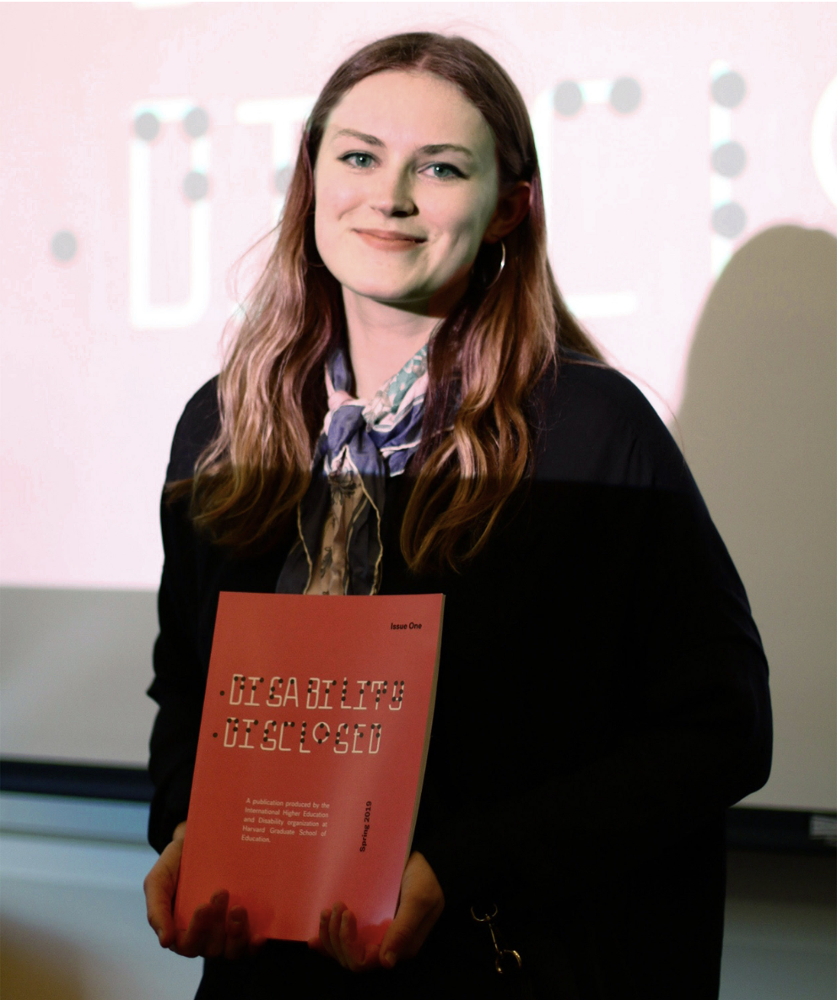 DISCL
Issue One
DISABILITY
DISCLOSED
A publication produced by the
International Higher Education
and Disability organization at
Harvard Graduate School of
Education.
Spring 2019